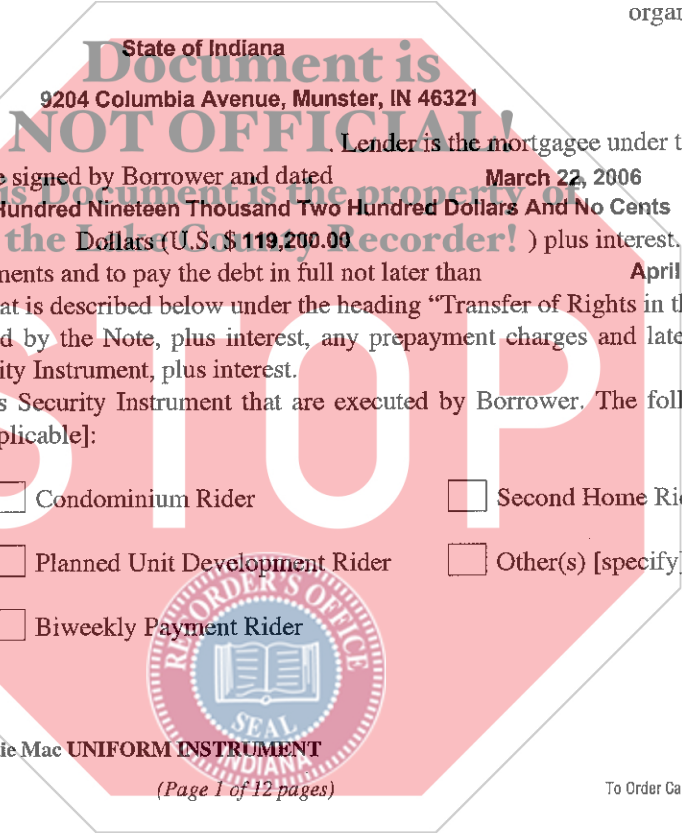 organ
State of Indiana
Document is
9204 Columbia Avenue, Munster, IN 46321
NOT OFFICIAL!
. Lender is the mortgagee under t
e signed by Borrower and dated March 22, 2006
is Document is the property of
Hundred Nineteen Thousand Two Hundred Dollars And No Cents
the Lake County Recorder!
Dollars (U.S. $ 119,200.00 ) plus interest.
nents and to pay the debt in full not later than April
at is described below under the heading “Transfer of Rights in th
d by the Note, plus interest, any prepayment charges and late
ity Instrument, plus interest.
s Security Instrument that are executed by Borrower. The foll
plicable]:
STOP
Condominium Rider Second Home Rid
Planned Unit Development Rider Other(s) [specify]
Biweekly Payment Rider
RECORDER'S OFFICE
SEAL
INDIANA
ie Mac UNIFORM INSTRUMENT
(Page 1 of 12 pages)
To Order Ca